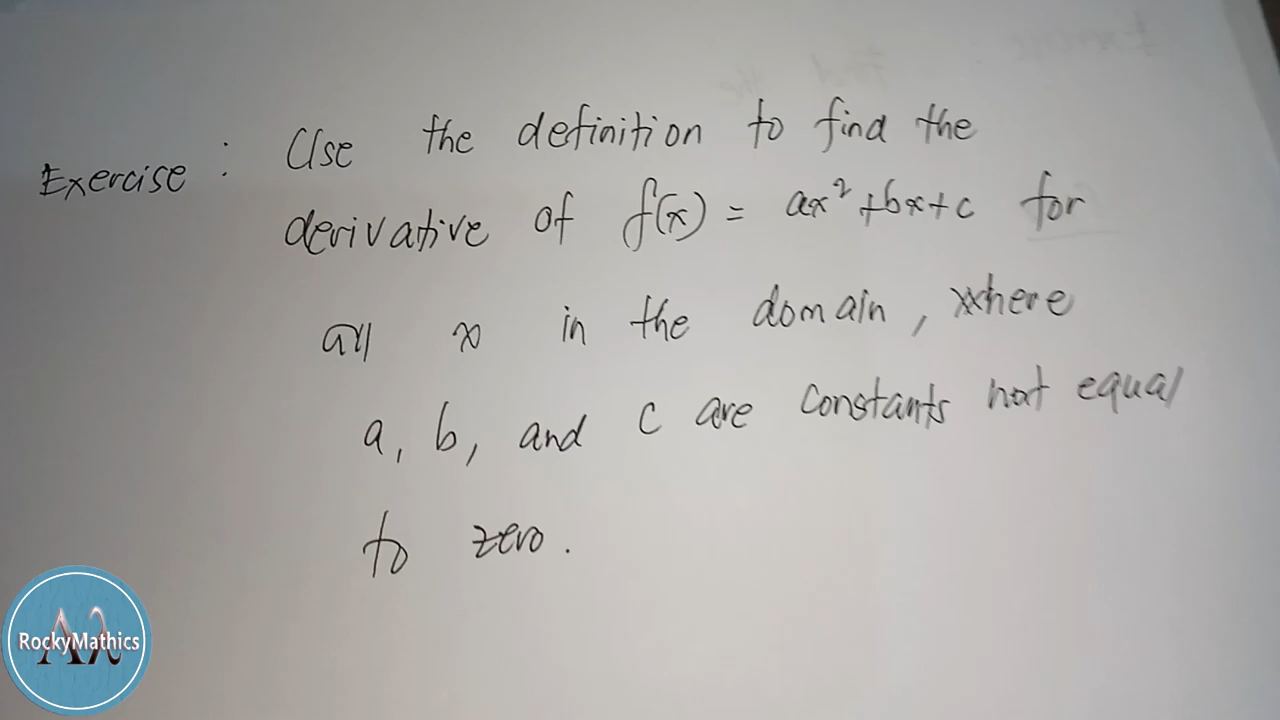 Exercise : Use the definition to find the
derivative of f(x) = ax² + bx + c for
all x in the domain, where
a, b, and c are constants not equal
to zero.
RockyMathics